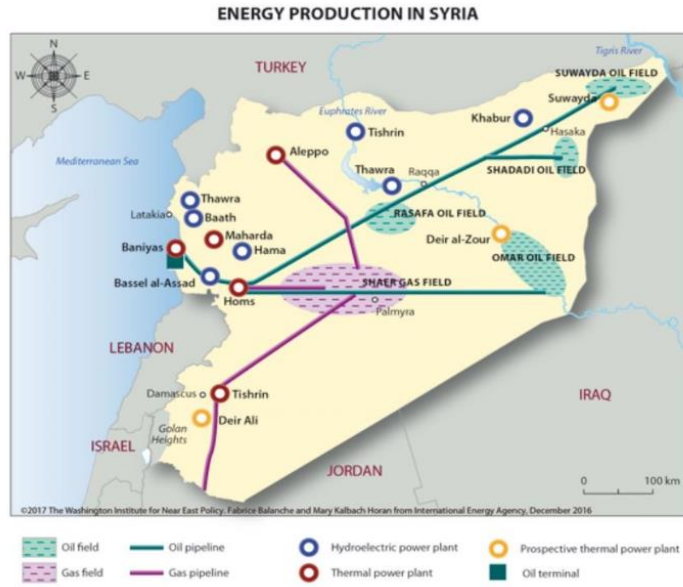 ENERGY PRODUCTION IN SYRIA
N
W
E
S
TURKEY
Tigris River
SUWAYDA OIL FIELD
Suwayda
Euphrates River
Tishrin
Khabur
Hasaka
Mediterranean Sea
Aleppo
SHADADI OIL FIELD
Thawra
Raqqa
Thawra
Latakia
Baath
RASAFA OIL FIELD
Maharda
Deir al-Zour
Baniyas
Hama
OMAR OIL FIELD
Bassel al-Assad
SHAER GAS FIELD
Homs
Palmyra
LEBANON
Damascus
Tishrin
IRAQ
Deir Ali
Golan
Heights
ISRAEL
JORDAN
0 100 km
©2017 The Washington Institute for Near East Policy. Fabrice Balanche and Mary Kalbach Horan from International Energy Agency, December 2016
Oil field
Oil pipeline
Hydroelectric power plant
Prospective thermal power plant
Gas field
Gas pipeline
Thermal power plant
Oil terminal